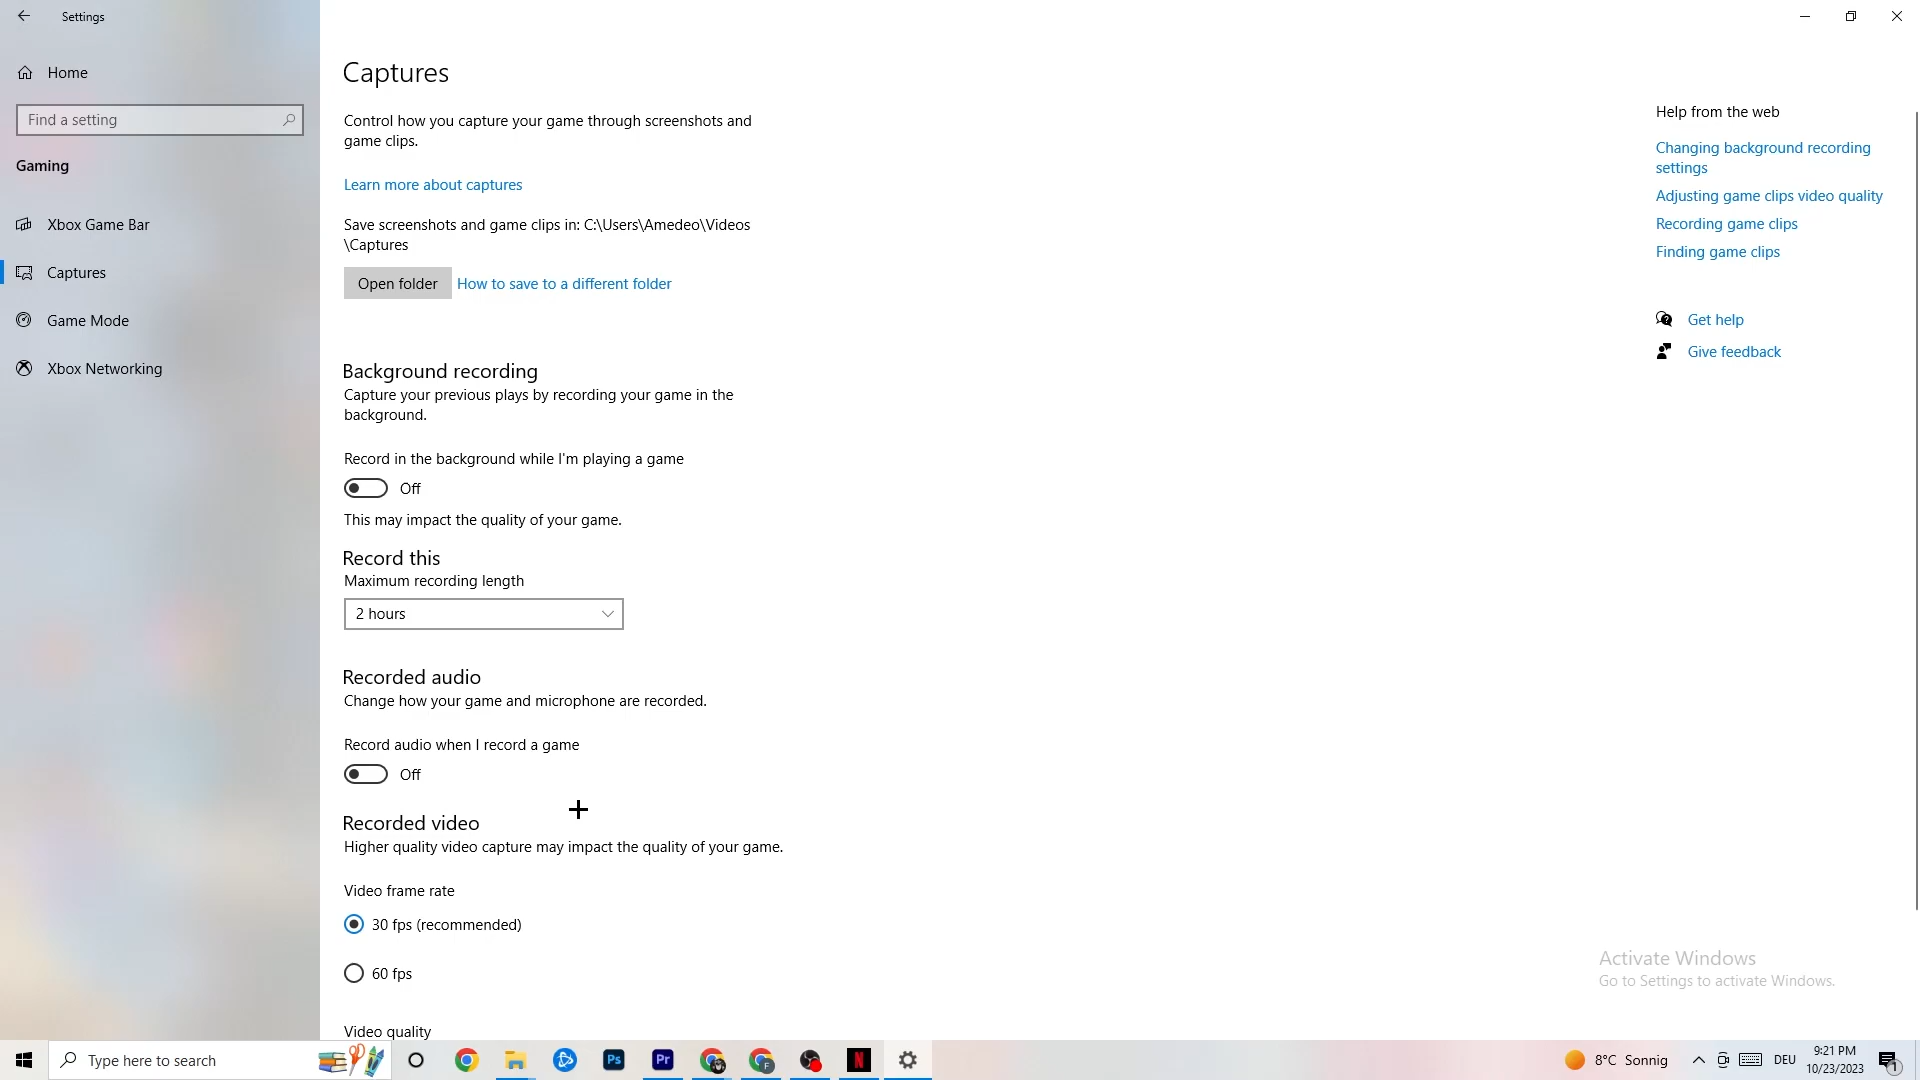 Settings
Home
Find a setting
Gaming
Xbox Game Bar
Captures
Game Mode
Xbox Networking
Captures
Control how you capture your game through screenshots and
game clips.
Learn more about captures
Save screenshots and game clips in: C:\Users\Amedeo\Videos
\Captures
Open folder
How to save to a different folder
Background recording
Capture your previous plays by recording your game in the
background.
Record in the background while I'm playing a game
Off
This may impact the quality of your game.
Record this
Maximum recording length
2 hours
Recorded audio
Change how your game and microphone are recorded.
Record audio when I record a game
Off
Recorded video
Higher quality video capture may impact the quality of your game.
Video frame rate
30 fps (recommended)
60 fps
Video quality
Help from the web
Changing background recording
settings
Adjusting game clips video quality
Recording game clips
Finding game clips
Get help
Give feedback
Activate Windows
Go to Settings to activate Windows.
Type here to search
Ps
Pr
F
N
8°C Sonnig
DEU
9:21 PM
10/23/2023
1